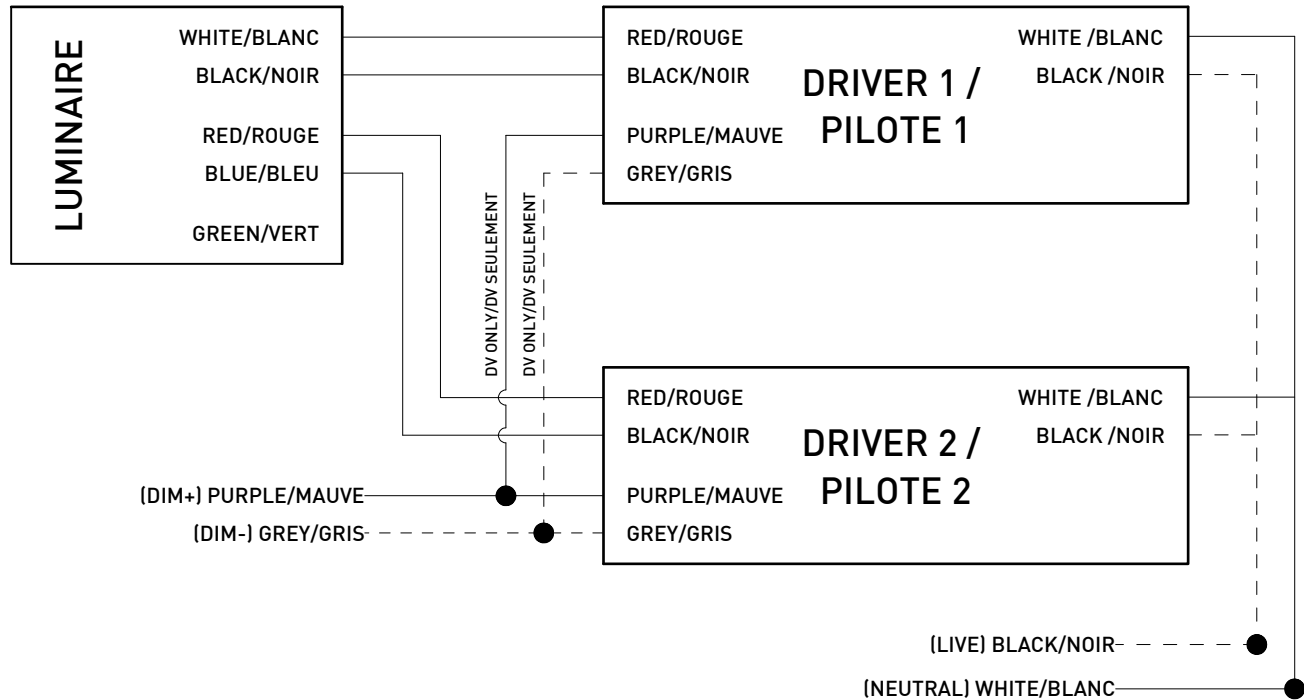 LUMINAIRE
WHITE/BLANC
BLACK/NOIR
RED/ROUGE
BLUE/BLEU
GREEN/VERT
RED/ROUGE
BLACK/NOIR
PURPLE/MAUVE
GREY/GRIS
DRIVER 1 /
PILOTE 1
WHITE /BLANC
BLACK /NOIR
DV ONLY/DV SEULEMENT
DV ONLY/DV SEULEMENT
RED/ROUGE
BLACK/NOIR
PURPLE/MAUVE
GREY/GRIS
DRIVER 2 /
PILOTE 2
WHITE /BLANC
BLACK /NOIR
(DIM+) PURPLE/MAUVE
(DIM-) GREY/GRIS
(LIVE) BLACK/NOIR
(NEUTRAL) WHITE/BLANC